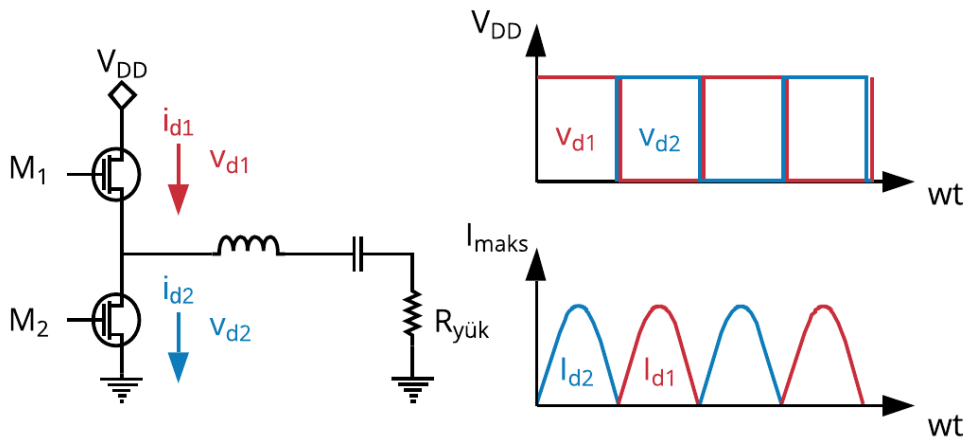 V_DD
i_d1
v_d1
M_1
i_d2
v_d2
M_2
R_yük
V_DD
v_d1 v_d2
wt
I_maks
I_d2 I_d1
wt